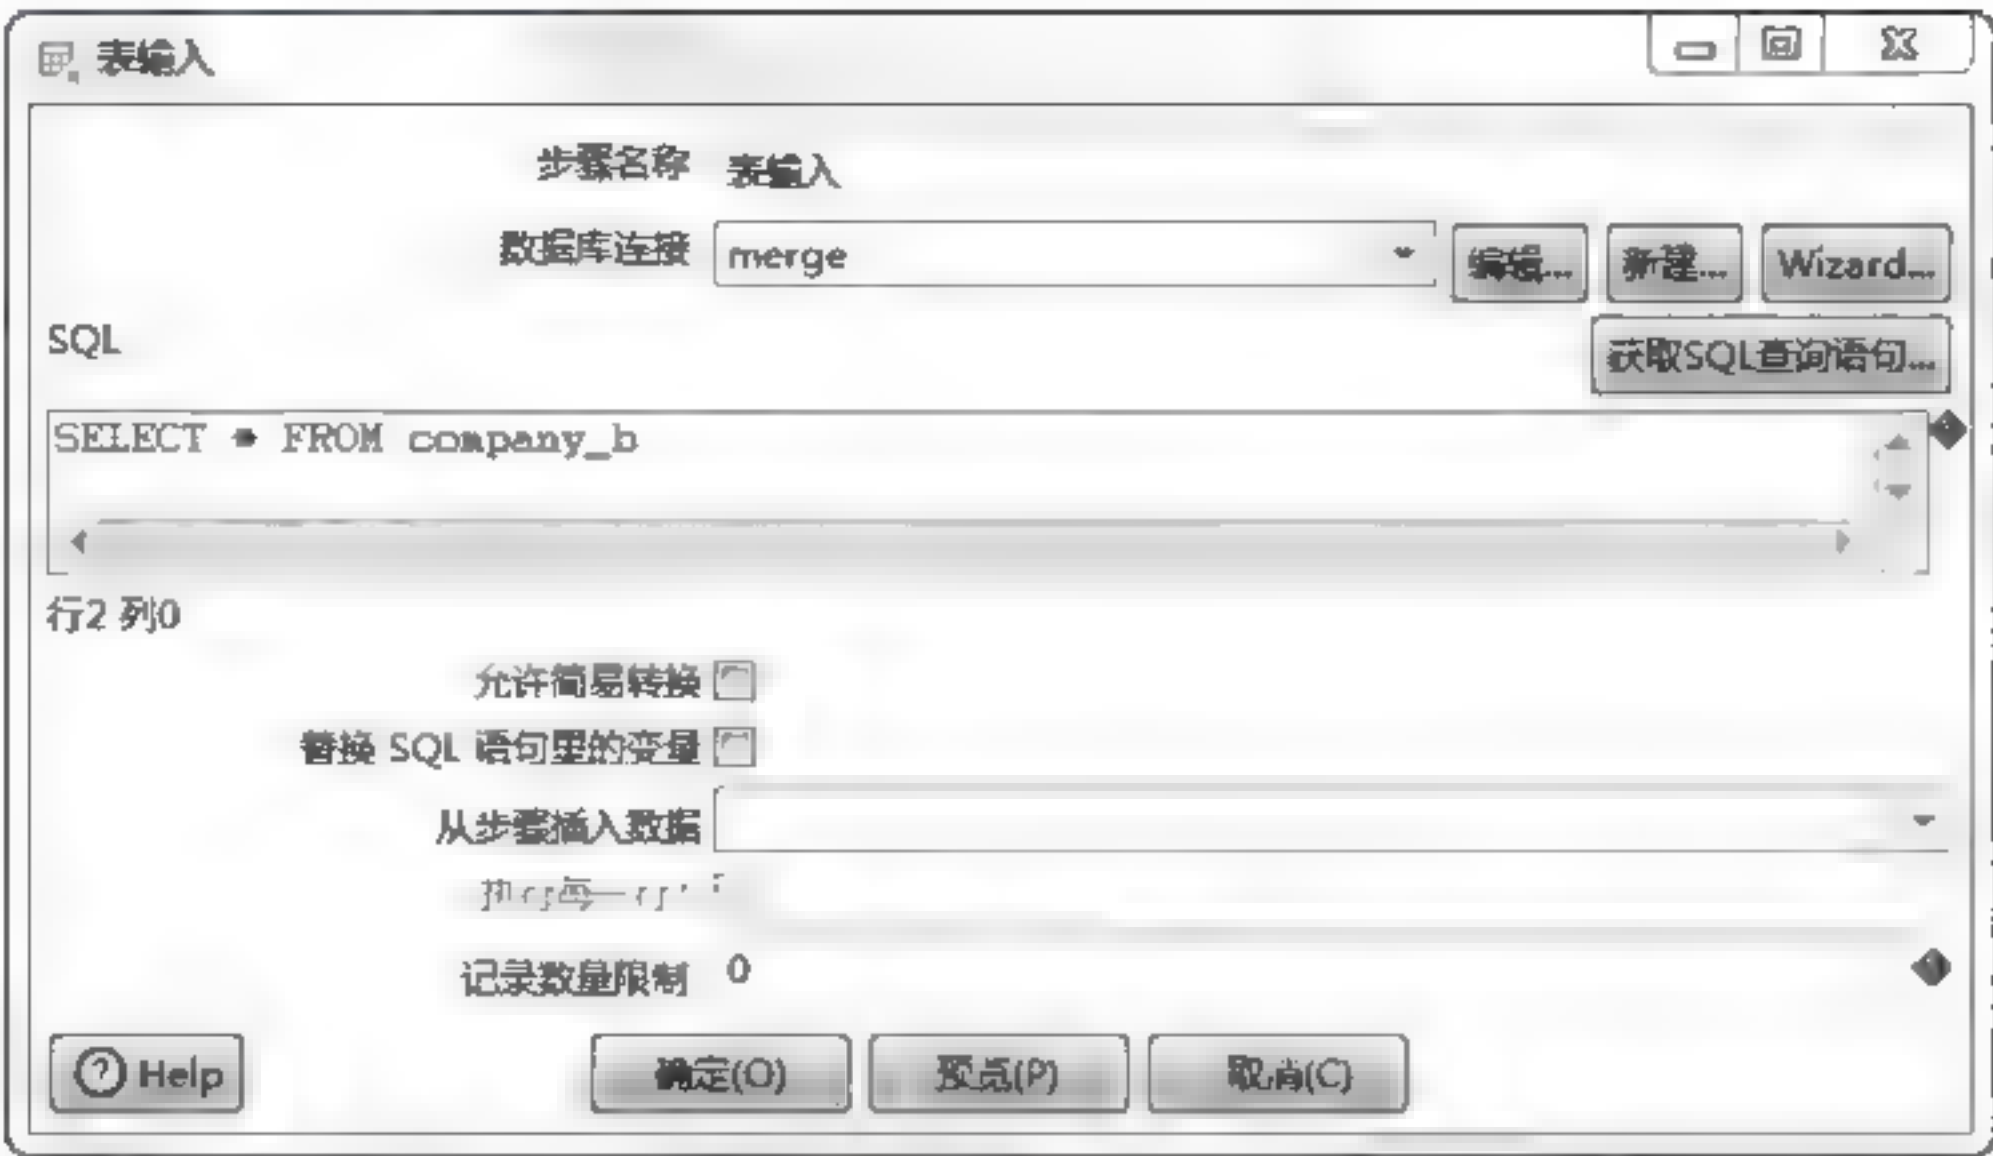 表输入
步骤名称 表输入
数据库连接 merge 编辑... 新建... Wizard...
SQL 获取SQL查询语句...
SELECT * FROM company_b
行2 列0
允许简易转换
替换 SQL 语句里的变量
从步骤插入数据
记录数量限制 0
Help 确定(O) 预览(P) 取消(C)